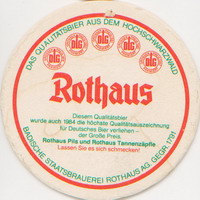 DAS QUALITÄTSBIER AUS DEM HOCHSCHWARZWALD
DLG DLG DLG DLG DLG
Rothaus
Diesem Qualitätsbier
wurde auch 1984 die höchste Qualitätsauszeichnung
für Deutsches Bier verliehen –
der Große Preis.
Rothaus Pils und Rothaus Tannenzäpfle
Lassen Sie es sich schmecken!
BADISCHE STAATSBRAUEREI ROTHAUS AG. GEGR. 1791